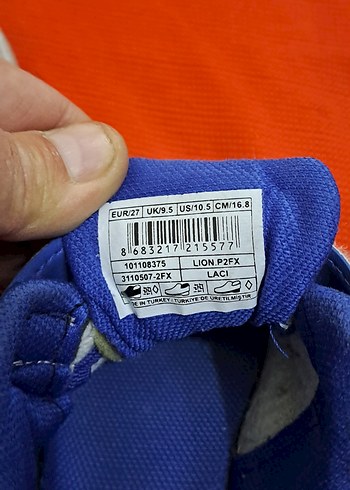 EUR/27 UK/9.5 US/10.5 CM/16.8
8 683217 215577
101108375 LION.P2FX
3110507-2FX LACI
MADE IN TURKEY-TÜRKİYE DE ÜRETİLMİŞTİR